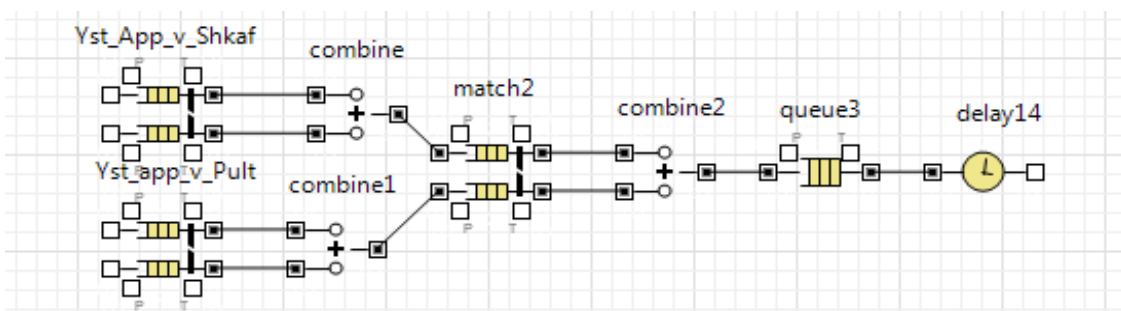 Yst_App_v_Shkaf
combine
P T
match2
combine2
queue3
delay14
P T
P T
P T
Yst_app_v_Pult
combine1
P T
P T
P T